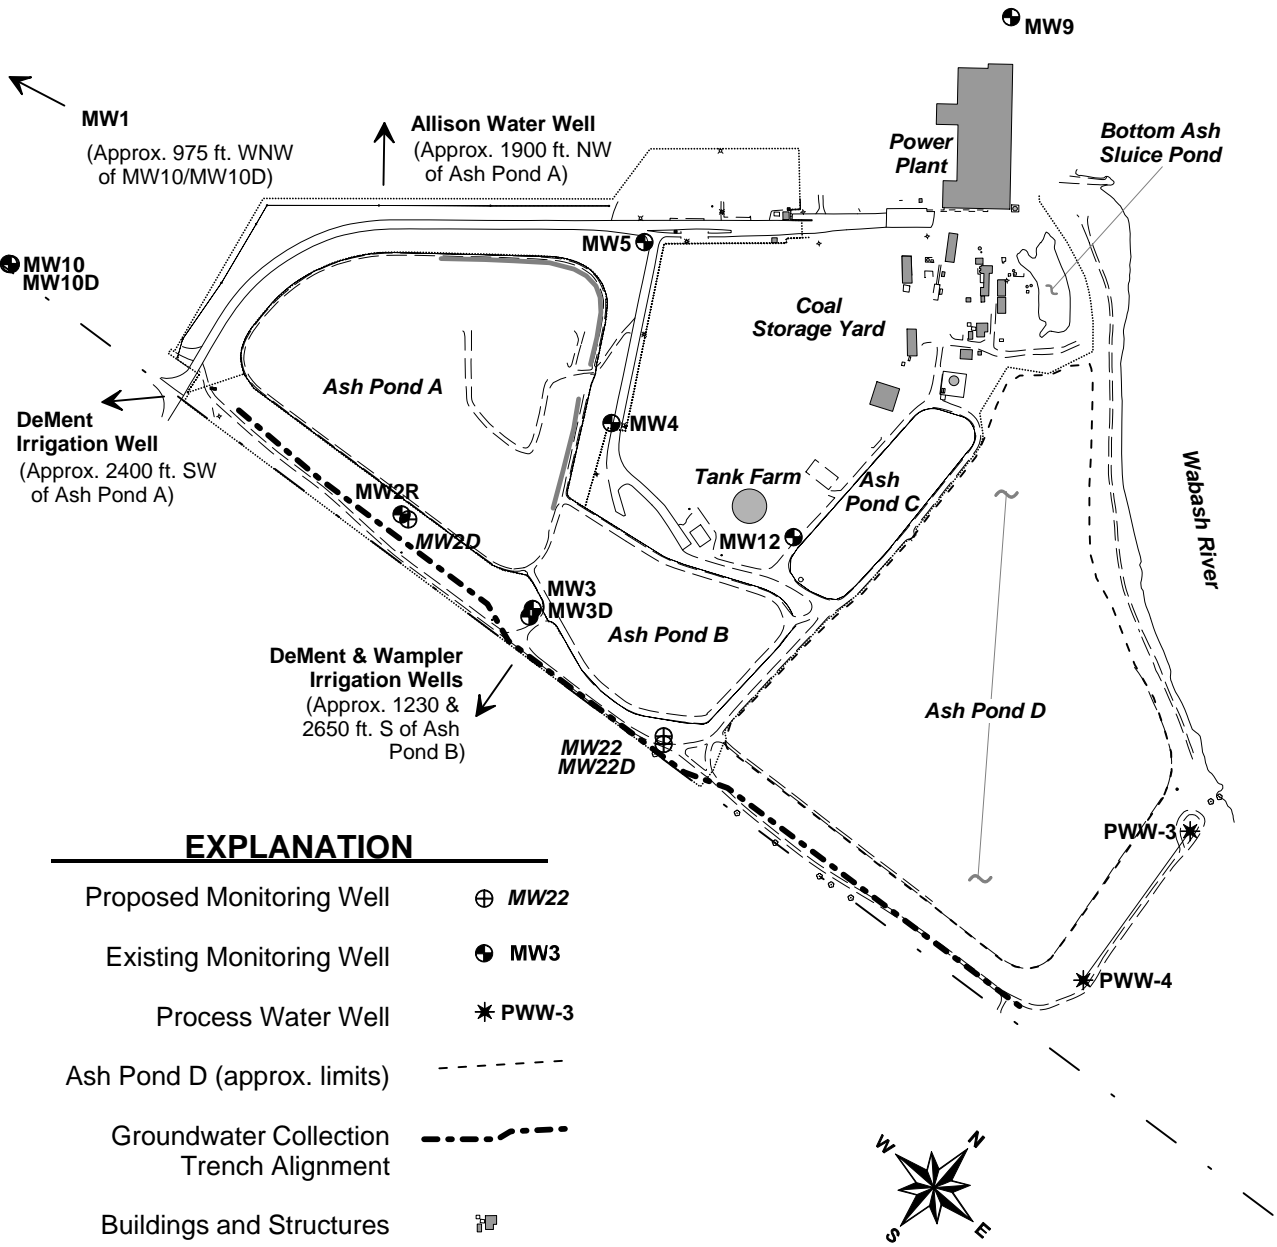 MW9
MW1
(Approx. 975 ft. WNW
of MW10/MW10D)
Allison Water Well
(Approx. 1900 ft. NW
of Ash Pond A)
Power
Plant
Bottom Ash
Sluice Pond
MW5
MW10
MW10D
Coal
Storage Yard
Ash Pond A
DeMent
Irrigation Well
(Approx. 2400 ft. SW
of Ash Pond A)
MW4
Tank Farm
Ash
Pond C
Wabash River
MW2R
MW2D
MW12
MW3
MW3D
Ash Pond B
DeMent & Wampler
Irrigation Wells
(Approx. 1230 &
2650 ft. S of Ash
Pond B)
Ash Pond D
MW22
MW22D
PWW-3
PWW-4
EXPLANATION
Proposed Monitoring Well MW22
Existing Monitoring Well MW3
Process Water Well PWW-3
Ash Pond D (approx. limits)
Groundwater Collection
Trench Alignment
Buildings and Structures
W N
S E